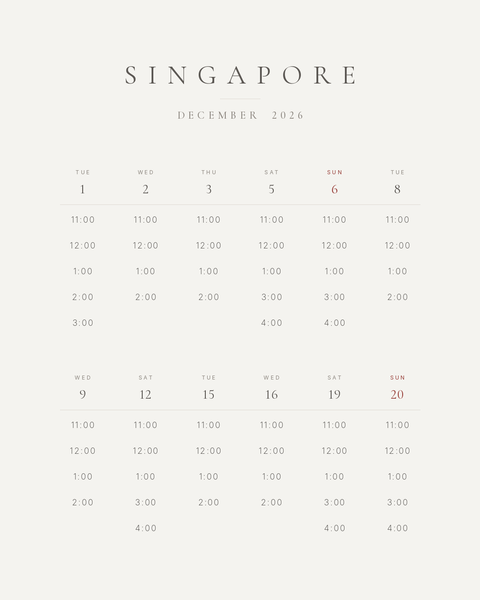 SINGAPORE
DECEMBER 2026
TUE WED THU SAT SUN TUE
1 2 3 5 6 8
11:00 11:00 11:00 11:00 11:00 11:00
12:00 12:00 12:00 12:00 12:00 12:00
1:00 1:00 1:00 1:00 1:00 1:00
2:00 2:00 2:00 3:00 3:00 2:00
3:00 4:00 4:00
WED SAT TUE WED SAT SUN
9 12 15 16 19 20
11:00 11:00 11:00 11:00 11:00 11:00
12:00 12:00 12:00 12:00 12:00 12:00
1:00 1:00 1:00 1:00 1:00 1:00
2:00 3:00 2:00 2:00 3:00 3:00
4:00 4:00 4:00